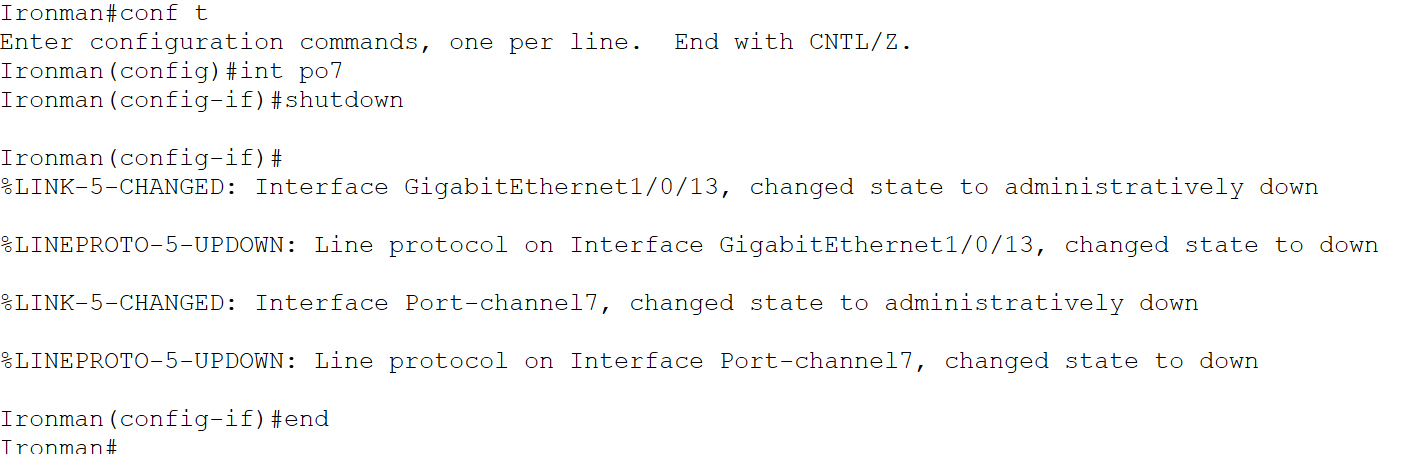 Ironman#conf t
Enter configuration commands, one per line.  End with CNTL/Z.
Ironman(config)#int po7
Ironman(config-if)#shutdown
Ironman(config-if)#
%LINK-5-CHANGED: Interface GigabitEthernet1/0/13, changed state to administratively down
%LINEPROTO-5-UPDOWN: Line protocol on Interface GigabitEthernet1/0/13, changed state to down
%LINK-5-CHANGED: Interface Port-channel7, changed state to administratively down
%LINEPROTO-5-UPDOWN: Line protocol on Interface Port-channel7, changed state to down
Ironman(config-if)#end
Ironman#